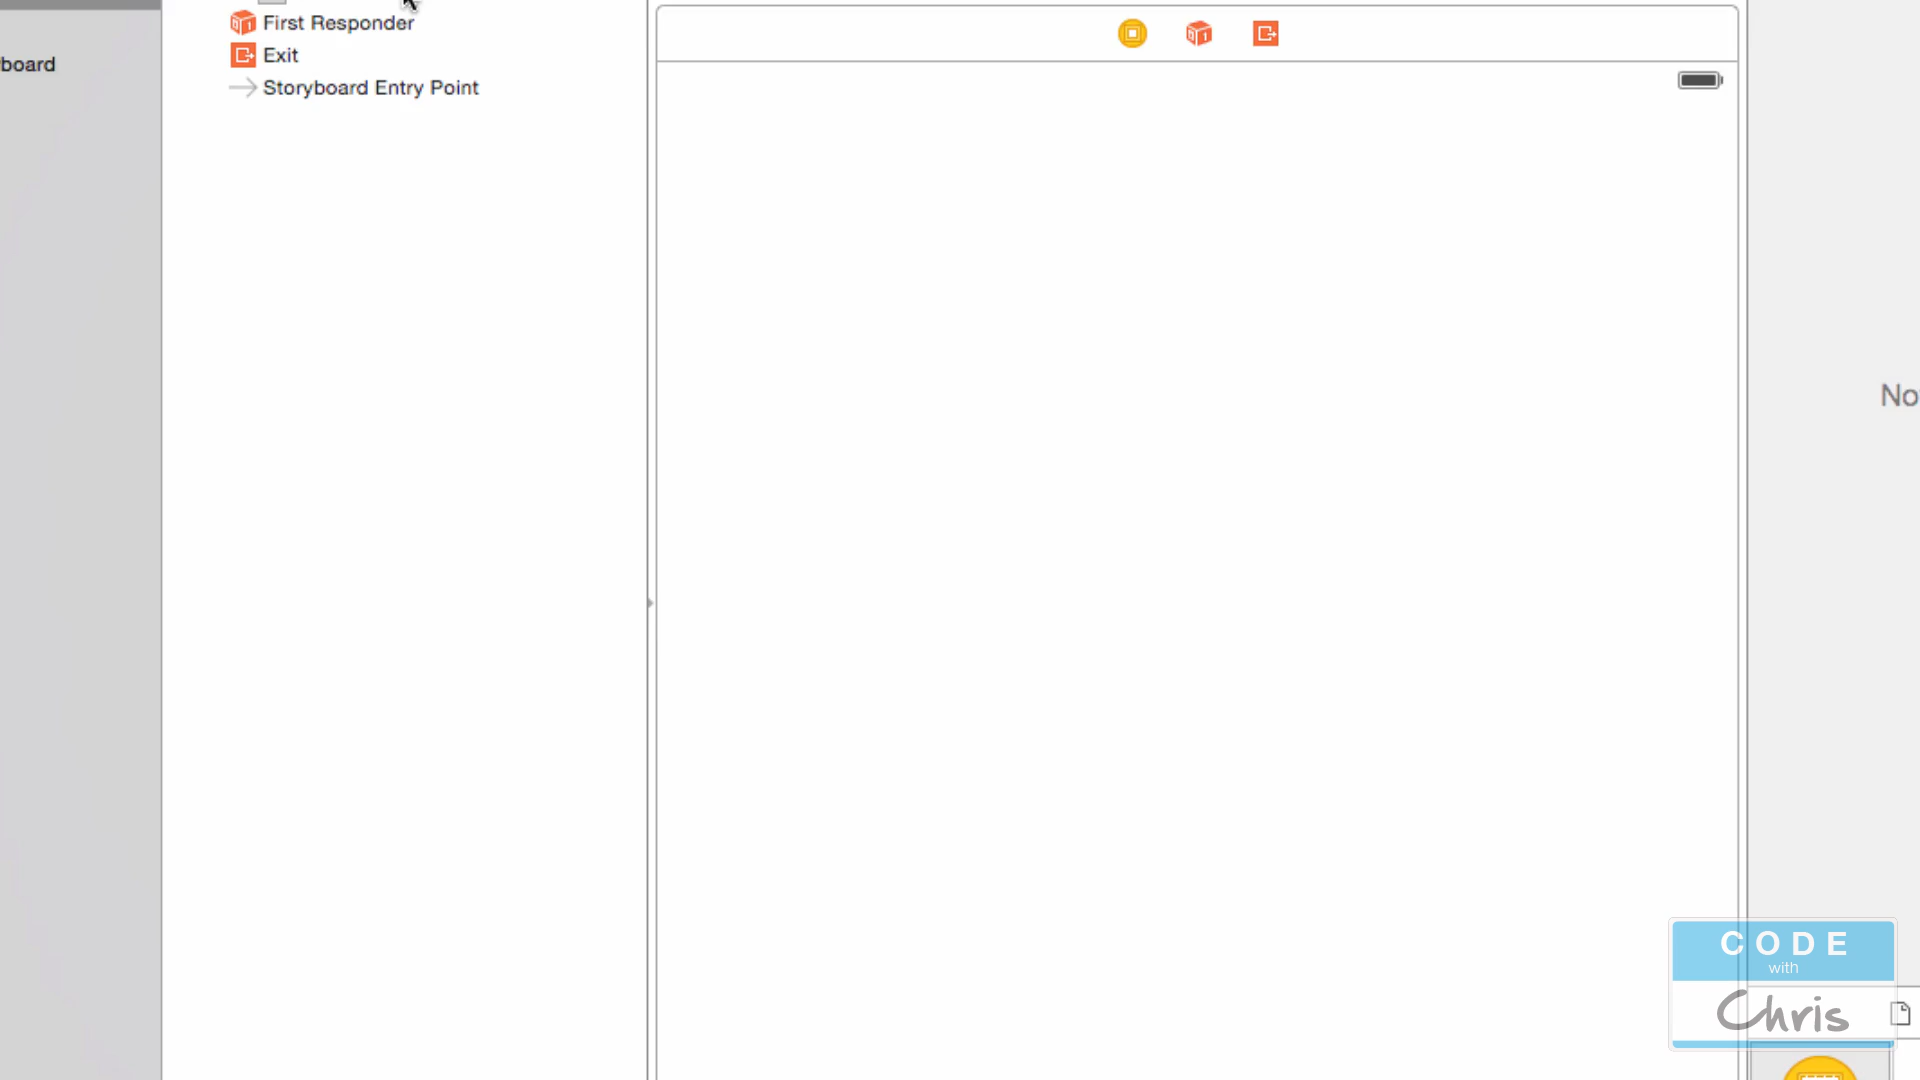 First Responder
Exit
board
Storyboard Entry Point
No
CODE
with
Chris